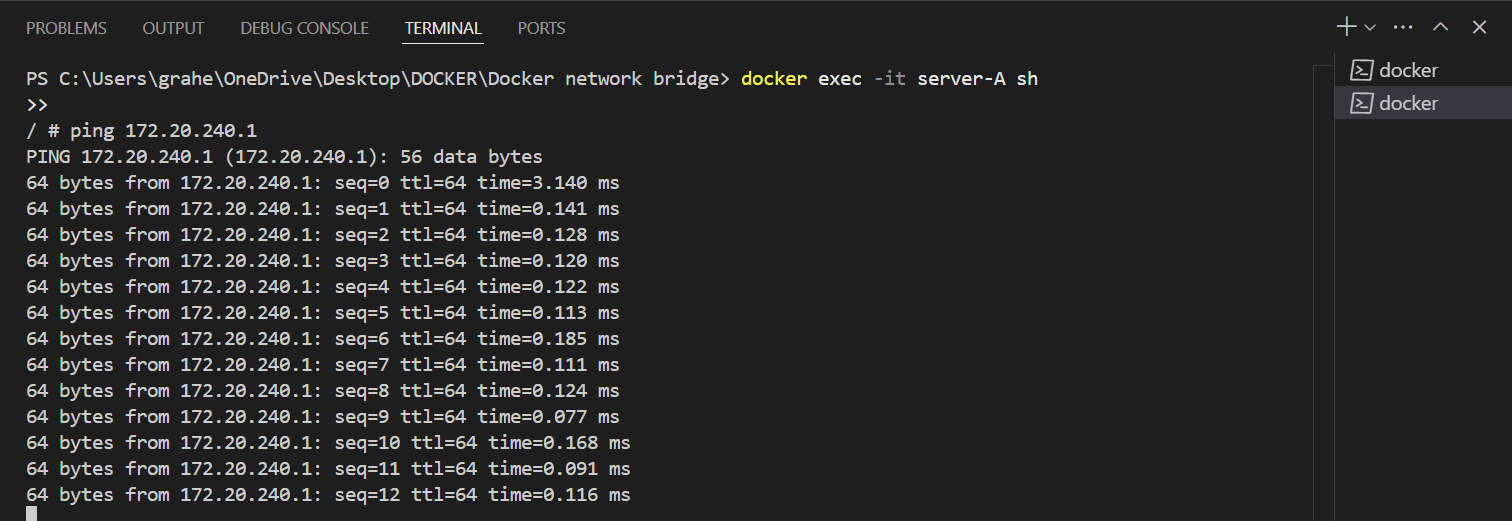 PROBLEMS OUTPUT DEBUG CONSOLE TERMINAL PORTS
PS C:\Users\grahe\OneDrive\Desktop\DOCKER\Docker network bridge> docker exec -it server-A sh
>>
/ # ping 172.20.240.1
PING 172.20.240.1 (172.20.240.1): 56 data bytes
64 bytes from 172.20.240.1: seq=0 ttl=64 time=3.140 ms
64 bytes from 172.20.240.1: seq=1 ttl=64 time=0.141 ms
64 bytes from 172.20.240.1: seq=2 ttl=64 time=0.128 ms
64 bytes from 172.20.240.1: seq=3 ttl=64 time=0.120 ms
64 bytes from 172.20.240.1: seq=4 ttl=64 time=0.122 ms
64 bytes from 172.20.240.1: seq=5 ttl=64 time=0.113 ms
64 bytes from 172.20.240.1: seq=6 ttl=64 time=0.185 ms
64 bytes from 172.20.240.1: seq=7 ttl=64 time=0.111 ms
64 bytes from 172.20.240.1: seq=8 ttl=64 time=0.124 ms
64 bytes from 172.20.240.1: seq=9 ttl=64 time=0.077 ms
64 bytes from 172.20.240.1: seq=10 ttl=64 time=0.168 ms
64 bytes from 172.20.240.1: seq=11 ttl=64 time=0.091 ms
64 bytes from 172.20.240.1: seq=12 ttl=64 time=0.116 ms
docker
docker